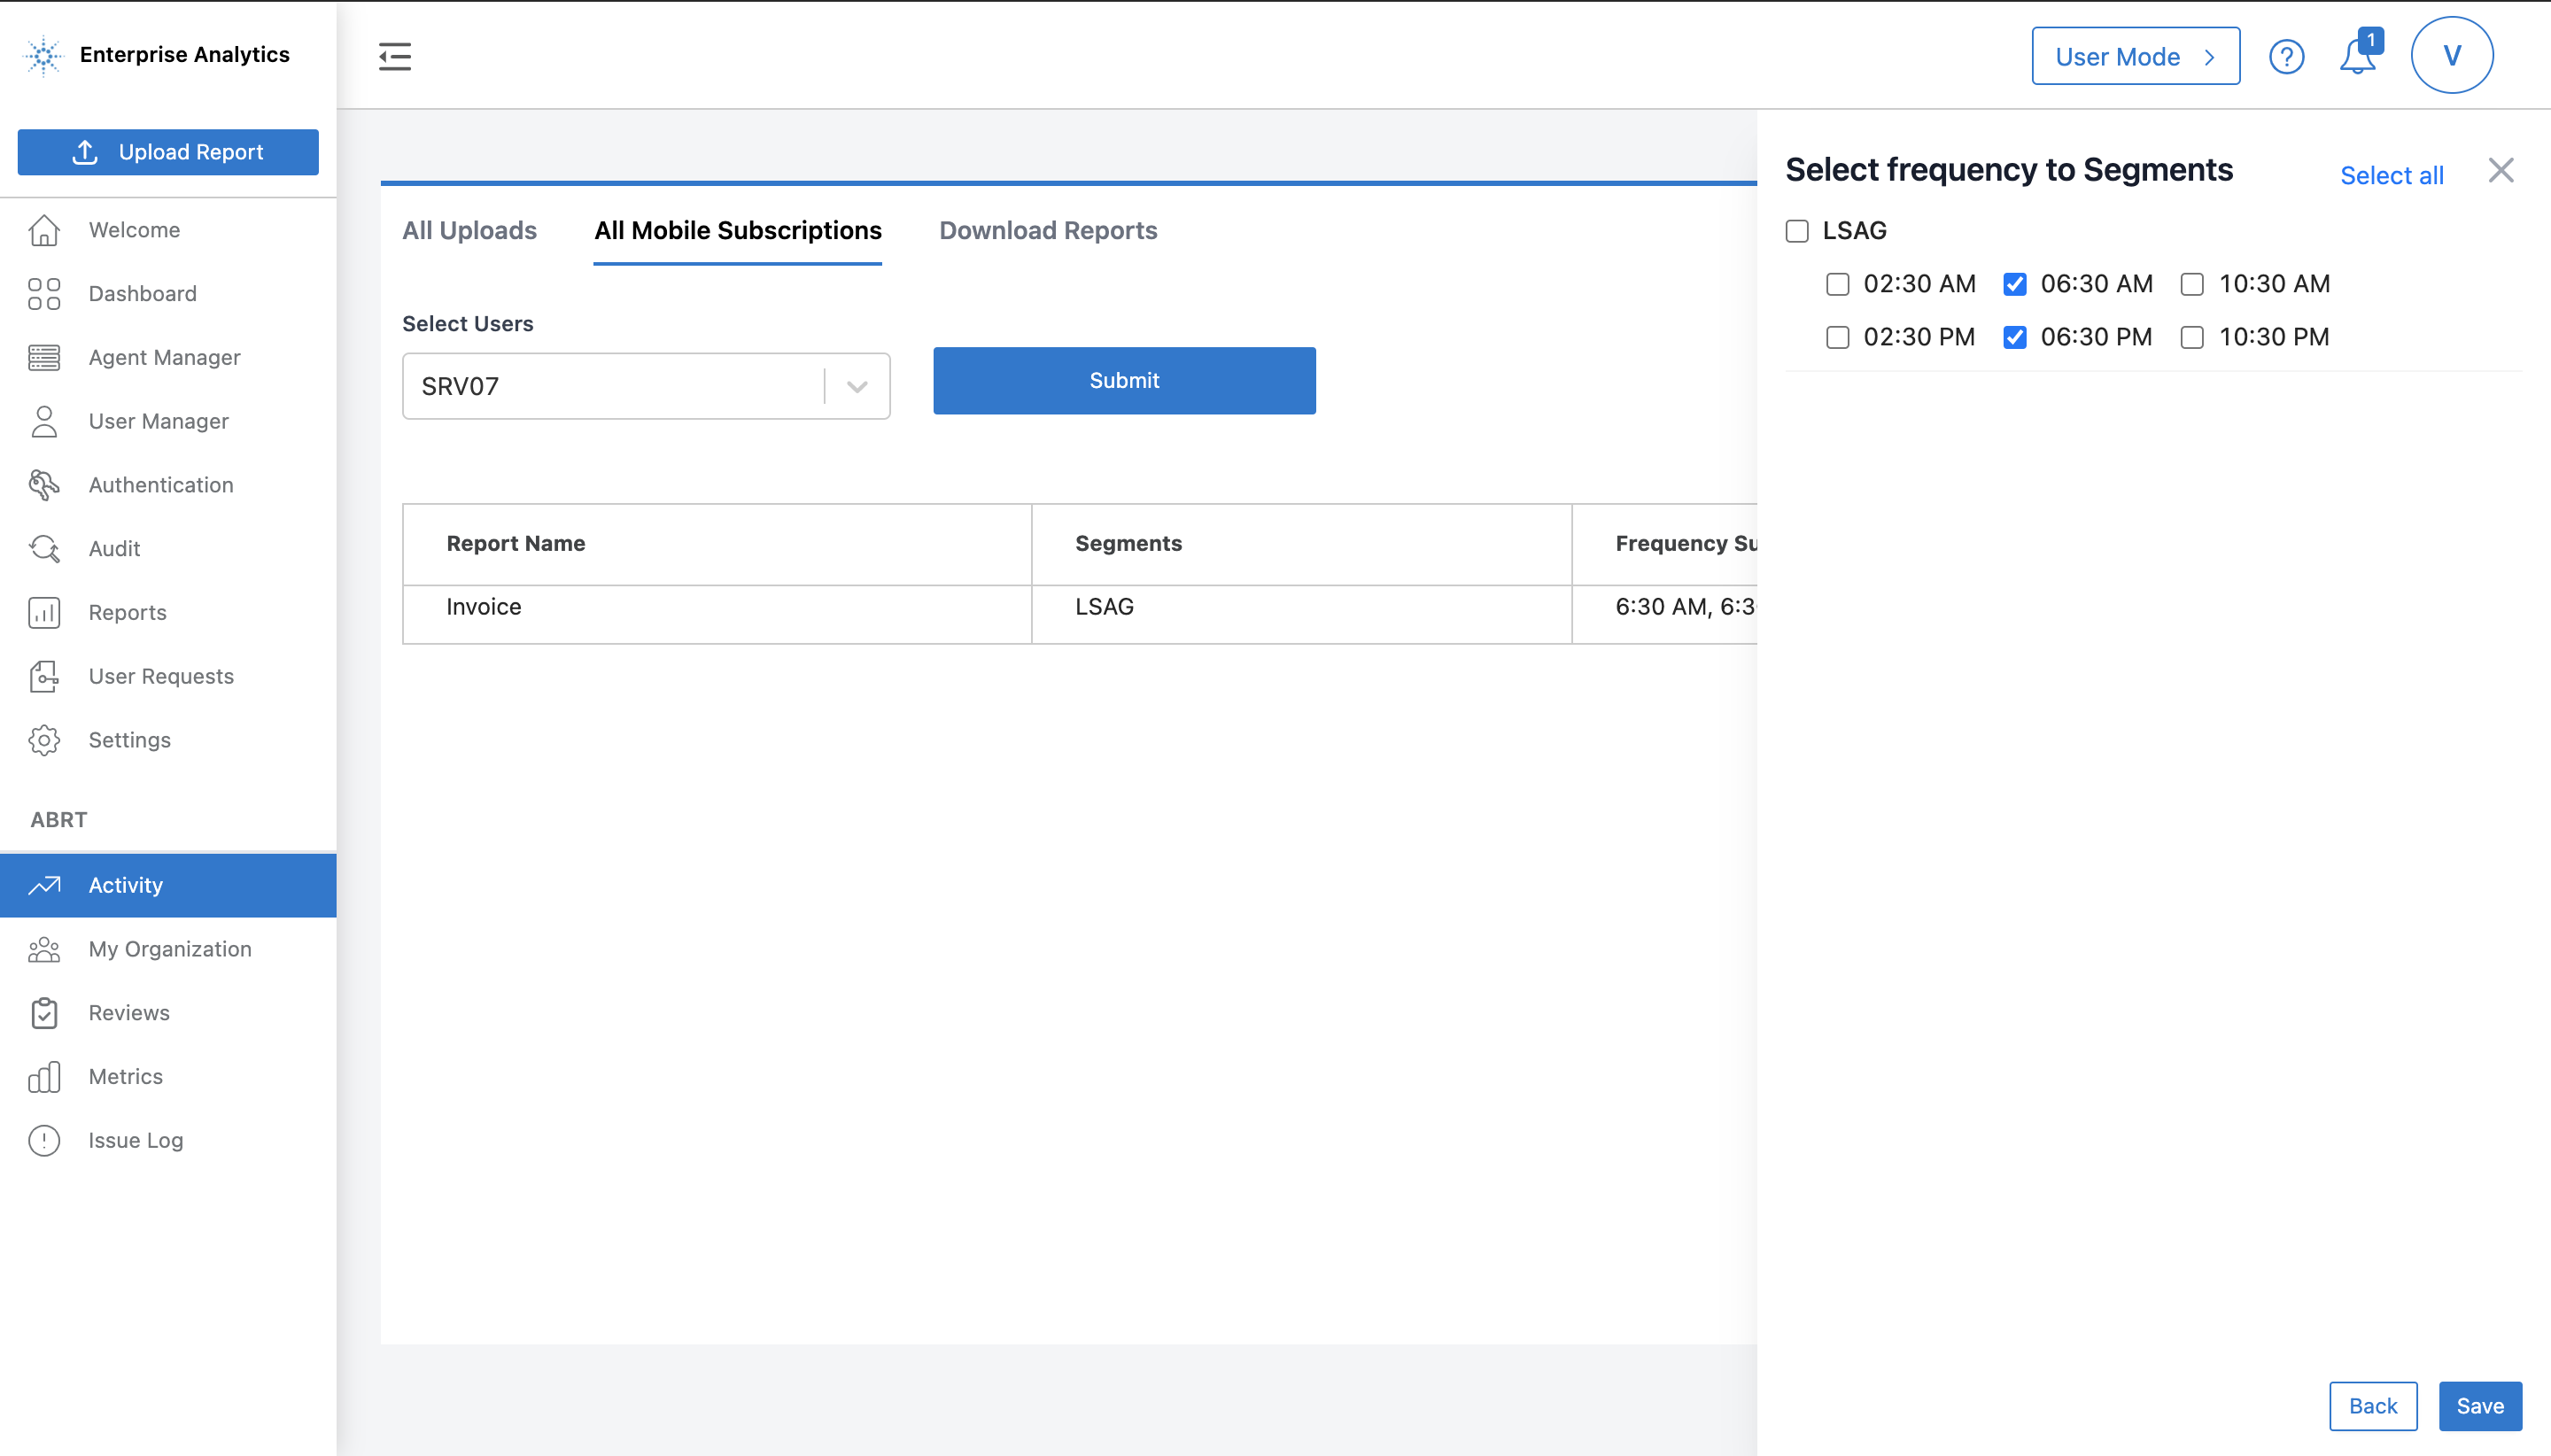 Enterprise Analytics
User Mode
1
V
Upload Report
Welcome
Dashboard
Agent Manager
User Manager
Authentication
Audit
Reports
User Requests
Settings
ABRT
Activity
My Organization
Reviews
Metrics
Issue Log
All Uploads All Mobile Subscriptions Download Reports
Select Users
SRV07
Submit
Report Name Segments Frequency Su
Invoice LSAG 6:30 AM, 6:3
Select frequency to Segments Select all
LSAG
02:30 AM 06:30 AM 10:30 AM
02:30 PM 06:30 PM 10:30 PM
Back Save